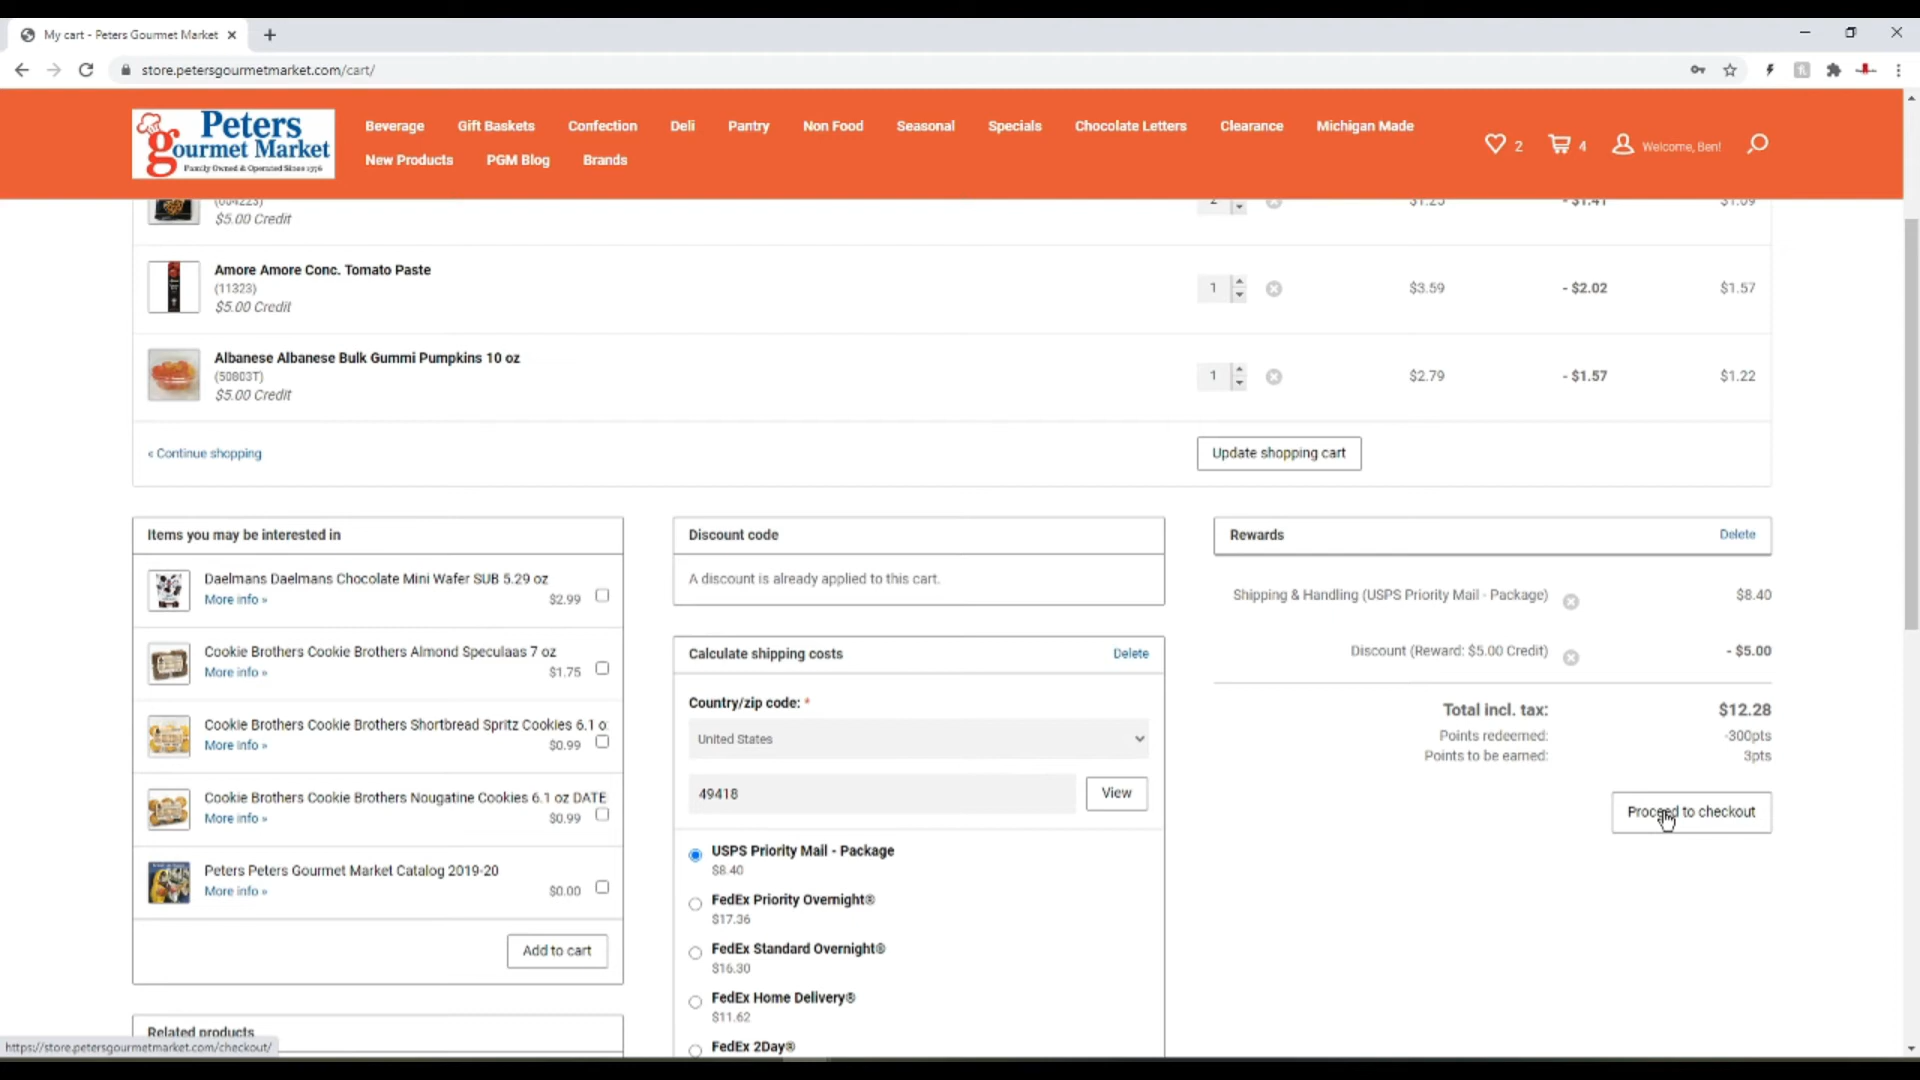 My cart - Peters Gourmet Market
store.petersgourmetmarket.com/cart/
Peters
gourmet Market
Family Owned & Operated Since 1976
Beverage Gift Baskets Confection Deli Pantry Non Food Seasonal Specials Chocolate Letters Clearance Michigan Made
New Products PGM Blog Brands
2 4 Welcome, Ben!
$5.00 Credit
2 $1.25 - $1.41 $1.09
Amore Amore Conc. Tomato Paste
(11323)
$5.00 Credit
1 $3.59 - $2.02 $1.57
Albanese Albanese Bulk Gummi Pumpkins 10 oz
(50803T)
$5.00 Credit
1 $2.79 - $1.57 $1.22
« Continue shopping Update shopping cart
Items you may be interested in
Daelmans Daelmans Chocolate Mini Wafer SUB 5.29 oz
More info » $2.99
Cookie Brothers Cookie Brothers Almond Speculaas 7 oz
More info » $1.75
Cookie Brothers Cookie Brothers Shortbread Spritz Cookies 6.1 o
More info » $0.99
Cookie Brothers Cookie Brothers Nougatine Cookies 6.1 oz DATE
More info » $0.99
Peters Peters Gourmet Market Catalog 2019-20
More info » $0.00
Add to cart
Related products
Discount code
A discount is already applied to this cart.
Calculate shipping costs Delete
Country/zip code: *
United States
49418 View
USPS Priority Mail - Package
$8.40
FedEx Priority Overnight®
$17.36
FedEx Standard Overnight®
$16.30
FedEx Home Delivery®
$11.62
FedEx 2Day®
Rewards Delete
Shipping & Handling (USPS Priority Mail - Package) $8.40
Discount (Reward: $5.00 Credit) - $5.00
Total incl. tax: $12.28
Points redeemed: -300pts
Points to be earned: 3pts
Proceed to checkout
https://store.petersgourmetmarket.com/checkout/